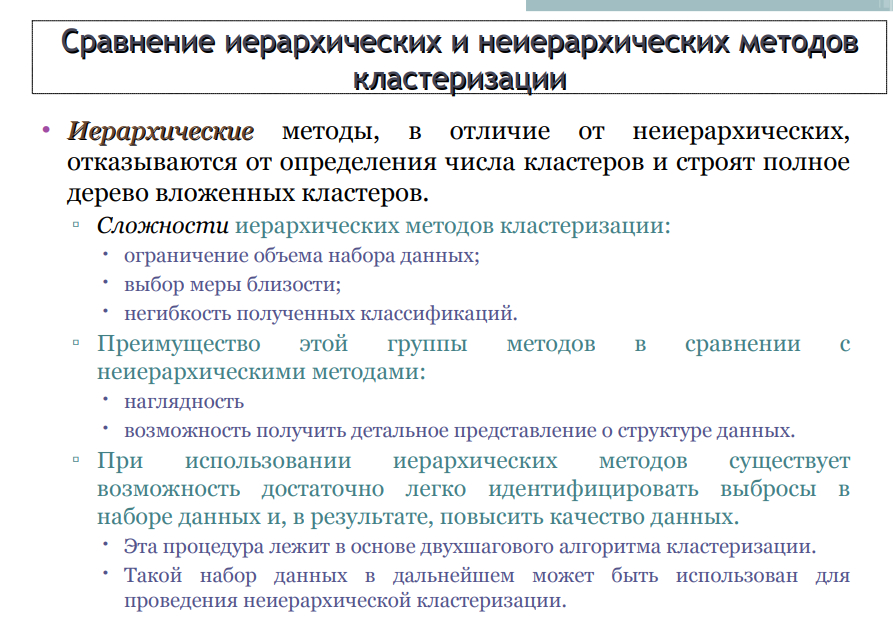 Сравнение иерархических и неиерархических методов
кластеризации
• Иерархические методы, в отличие от неиерархических,
отказываются от определения числа кластеров и строят полное
дерево вложенных кластеров.
▫ Сложности иерархических методов кластеризации:
• ограничение объема набора данных;
• выбор меры близости;
• негибкость полученных классификаций.
▫ Преимущество этой группы методов в сравнении с
неиерархическими методами:
• наглядность
• возможность получить детальное представление о структуре данных.
▫ При использовании иерархических методов существует
возможность достаточно легко идентифицировать выбросы в
наборе данных и, в результате, повысить качество данных.
• Эта процедура лежит в основе двухшагового алгоритма кластеризации.
• Такой набор данных в дальнейшем может быть использован для
проведения неиерархической кластеризации.